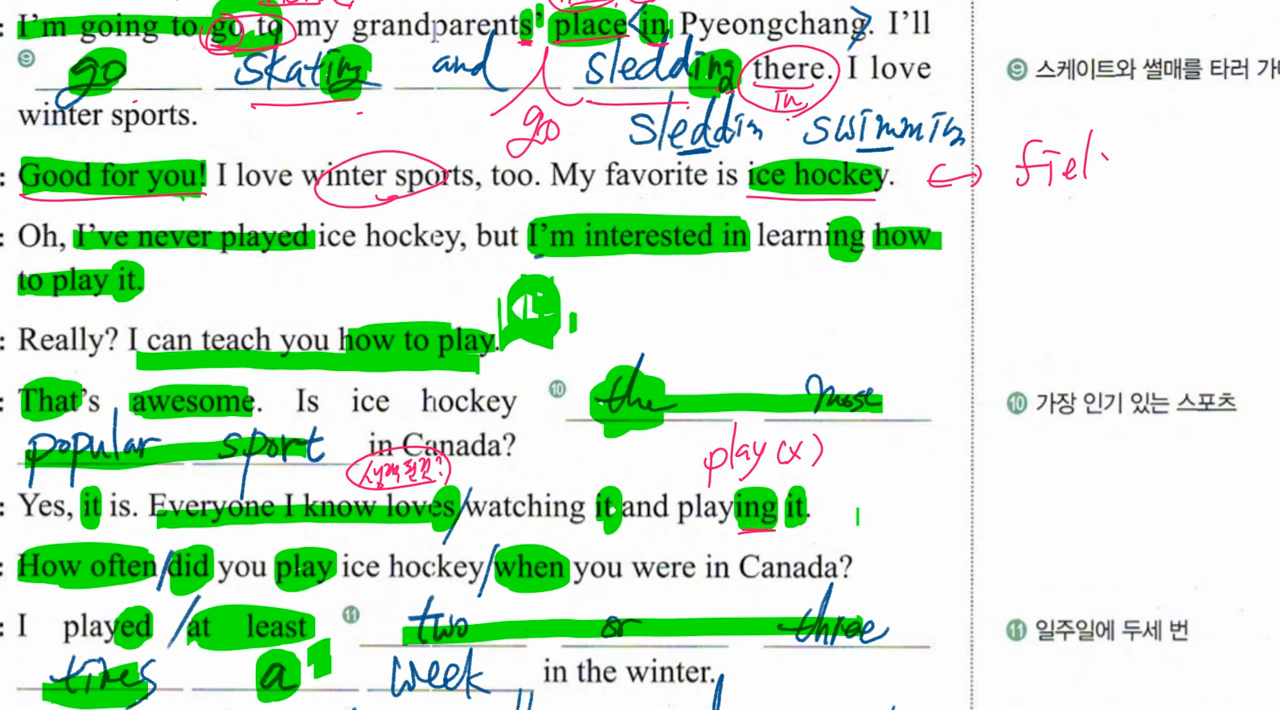 : I'm going to go to my grandparents' place in Pyeongchang. I'll
⑨ go skating and sledding there. I love ⑨ 스케이트와 썰매를 타러
in
winter sports. go sleddin swimmin
: Good for you! I love winter sports, too. My favorite is ice hockey. ↔ fiel
: Oh, I've never played ice hockey, but I'm interested in learning how
to play it.
: Really? I can teach you how to play.
: That's awesome. Is ice hockey ⑩ the most ⑩ 가장 인기 있는 스포츠
popular sport in Canada? play (x)
: Yes, it is. Everyone I know loves/watching it and playing it.
: How often/did you play ice hockey/when you were in Canada?
: I played/at least ⑪ two or three ⑪ 일주일에 두세 번
times a week in the winter.